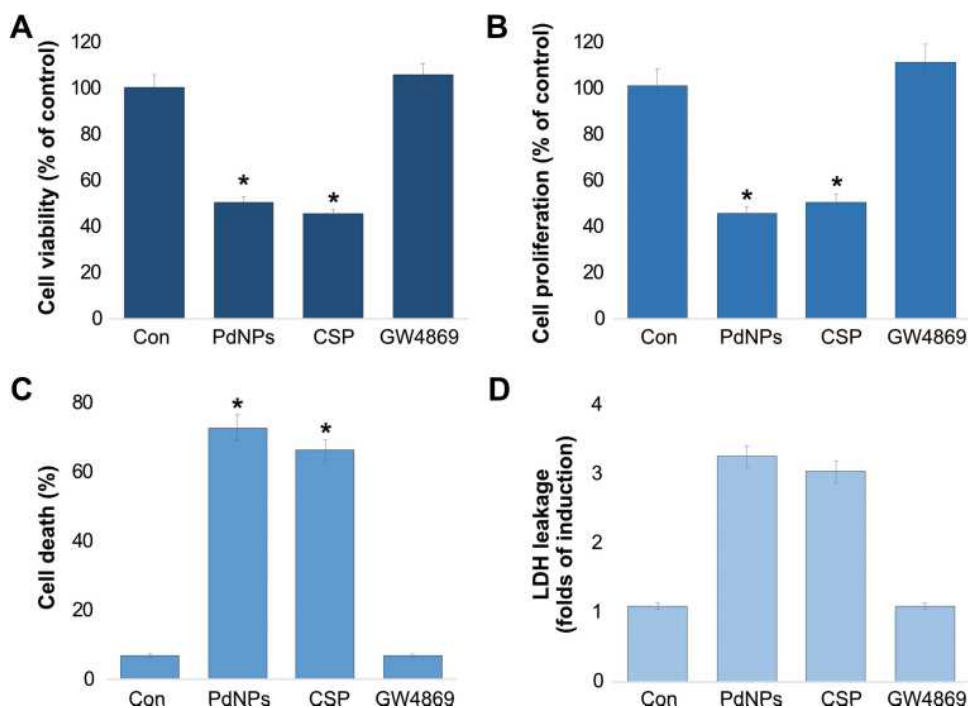 A
Cell viability (% of control)
120
100
80
60
40
20
0
*
*
Con PdNPs CSP GW4869
B
Cell proliferation (% of control)
120
100
80
60
40
20
0
*
*
Con PdNPs CSP GW4869
C
Cell death (%)
80
60
40
20
0
*
*
Con PdNPs CSP GW4869
D
LDH leakage
(folds of induction)
4
3
2
1
0
Con PdNPs CSP GW4869